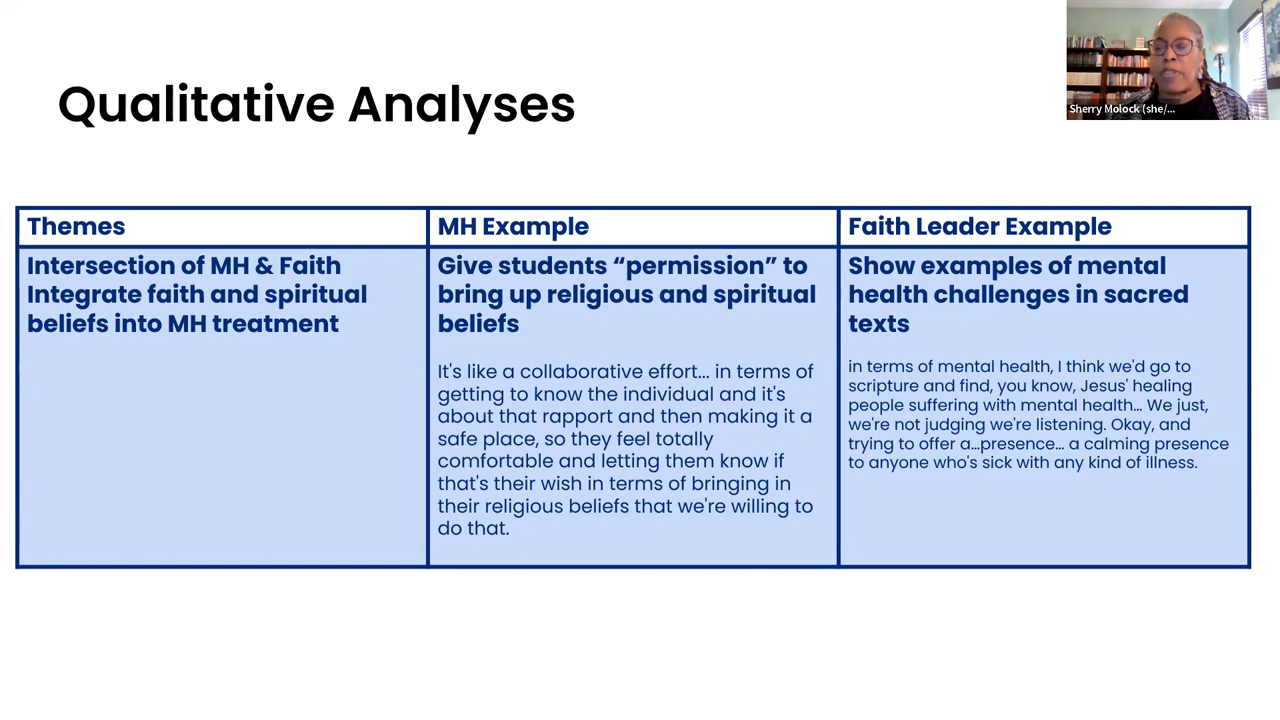 Sherry Molock (she/...
Qualitative Analyses
Themes
MH Example
Faith Leader Example
Intersection of MH & Faith
Integrate faith and spiritual
beliefs into MH treatment
Give students “permission” to
bring up religious and spiritual
beliefs
It's like a collaborative effort... in terms of
getting to know the individual and it's
about that rapport and then making it a
safe place, so they feel totally
comfortable and letting them know if
that's their wish in terms of bringing in
their religious beliefs that we're willing to
do that.
Show examples of mental
health challenges in sacred
texts
in terms of mental health, I think we'd go to
scripture and find, you know, Jesus' healing
people suffering with mental health... We just,
we're not judging we're listening. Okay, and
trying to offer a...presence... a calming presence
to anyone who's sick with any kind of illness.